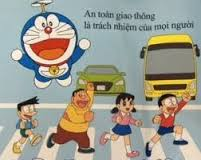 An toàn giao thông
là trách nhiệm của mọi người